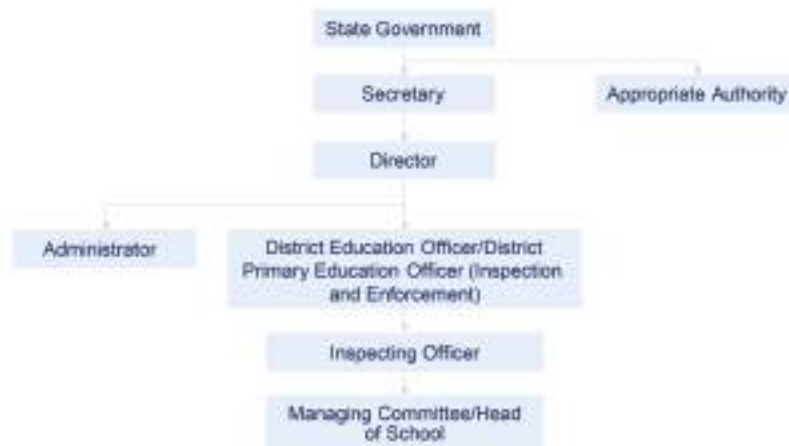 State Government
Secretary
Appropriate Authority
Director
Administrator
District Education Officer/District
Primary Education Officer (Inspection
and Enforcement)
Inspecting Officer
Managing Committee/Head
of School